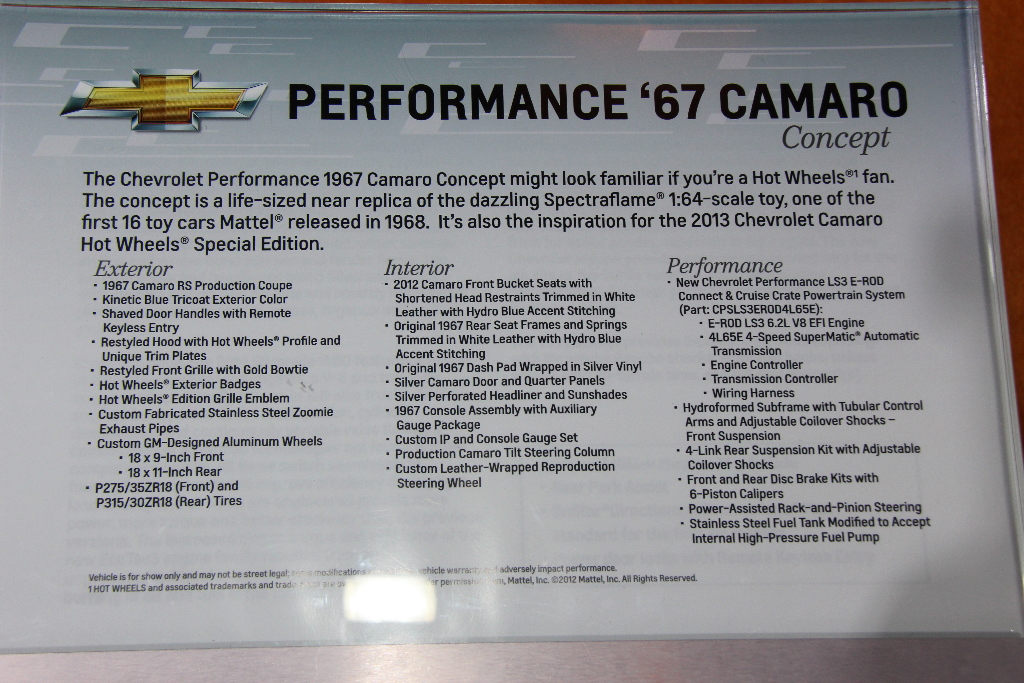 PERFORMANCE '67 CAMARO
Concept
The Chevrolet Performance 1967 Camaro Concept might look familiar if you're a Hot Wheels®¹ fan.
The concept is a life-sized near replica of the dazzling Spectraflame® 1:64-scale toy, one of the
first 16 toy cars Mattel® released in 1968. It's also the inspiration for the 2013 Chevrolet Camaro
Hot Wheels® Special Edition.
Exterior
· 1967 Camaro RS Production Coupe
· Kinetic Blue Tricoat Exterior Color
· Shaved Door Handles with Remote
Keyless Entry
· Restyled Hood with Hot Wheels® Profile and
Unique Trim Plates
· Restyled Front Grille with Gold Bowtie
· Hot Wheels® Exterior Badges
· Hot Wheels® Edition Grille Emblem
· Custom Fabricated Stainless Steel Zoomie
Exhaust Pipes
· Custom GM-Designed Aluminum Wheels
· 18 x 9-Inch Front
· 18 x 11-Inch Rear
· P275/35ZR18 (Front) and
P315/30ZR18 (Rear) Tires
Interior
· 2012 Camaro Front Bucket Seats with
Shortened Head Restraints Trimmed in White
Leather with Hydro Blue Accent Stitching
· Original 1967 Rear Seat Frames and Springs
Trimmed in White Leather with Hydro Blue
Accent Stitching
· Original 1967 Dash Pad Wrapped in Silver Vinyl
· Silver Camaro Door and Quarter Panels
· Silver Perforated Headliner and Sunshades
· 1967 Console Assembly with Auxiliary
Gauge Package
· Custom IP and Console Gauge Set
· Production Camaro Tilt Steering Column
· Custom Leather-Wrapped Reproduction
Steering Wheel
Performance
· New Chevrolet Performance LS3 E-ROD
Connect & Cruise Crate Powertrain System
(Part: CPSLS3EROD4L65E):
· E-ROD LS3 6.2L V8 EFI Engine
· 4L65E 4-Speed SuperMatic® Automatic
Transmission
· Engine Controller
· Transmission Controller
· Wiring Harness
· Hydroformed Subframe with Tubular Control
Arms and Adjustable Coilover Shocks –
Front Suspension
· 4-Link Rear Suspension Kit with Adjustable
Coilover Shocks
· Front and Rear Disc Brake Kits with
6-Piston Calipers
· Power-Assisted Rack-and-Pinion Steering
· Stainless Steel Fuel Tank Modified to Accept
Internal High-Pressure Fuel Pump
Vehicle is for show only and may not be street legal; modifications vehicle warranty adversely impact performance.
1 HOT WHEELS and associated trademarks and trade are Mattel, Inc. ©2012 Mattel, Inc. All Rights Reserved.